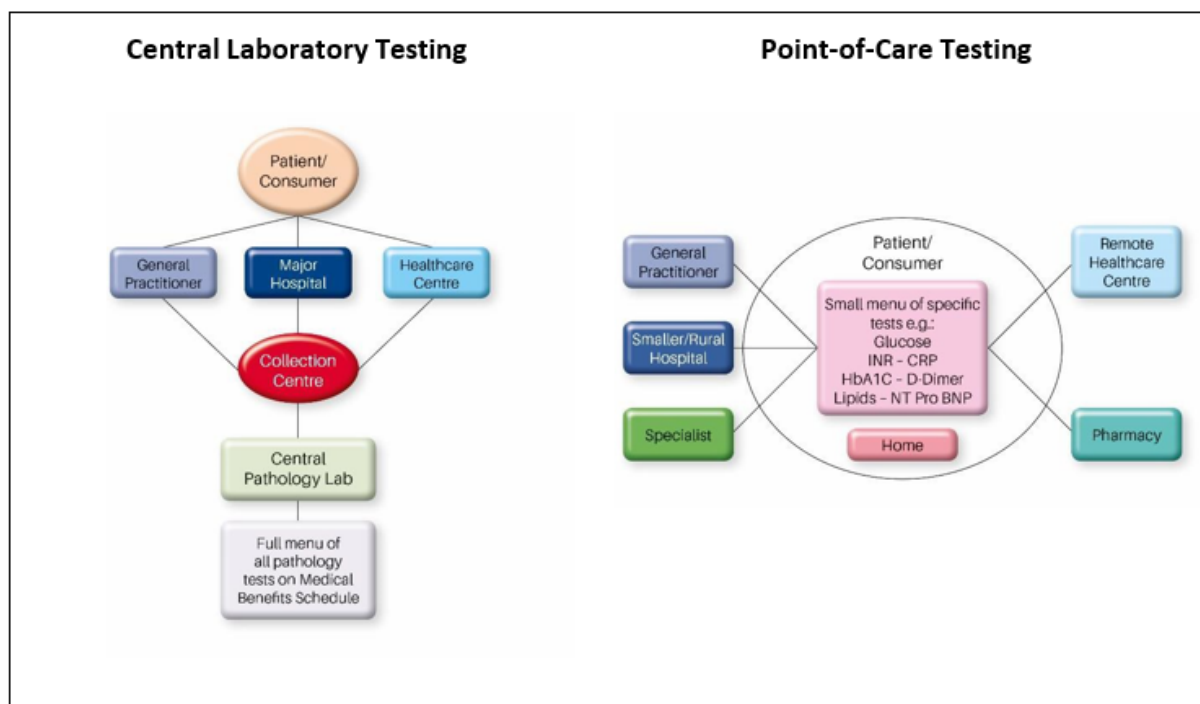 Central Laboratory Testing
Patient/
Consumer
General
Practitioner
Major
Hospital
Healthcare
Centre
Collection
Centre
Central
Pathology Lab
Full menu of
all pathology
tests on Medical
Benefits Schedule
Point-of-Care Testing
General
Practitioner
Smaller/Rural
Hospital
Specialist
Patient/
Consumer
Small menu of specific
tests e.g.:
Glucose
INR – CRP
HbA1C – D-Dimer
Lipids – NT Pro BNP
Home
Remote
Healthcare
Centre
Pharmacy